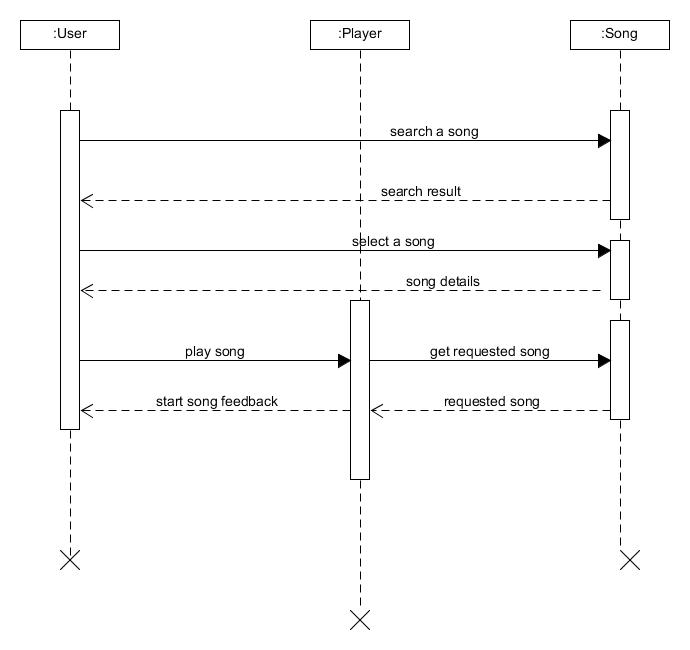 :User
:Player
:Song
search a song
search result
select a song
song details
play song
get requested song
start song feedback
requested song